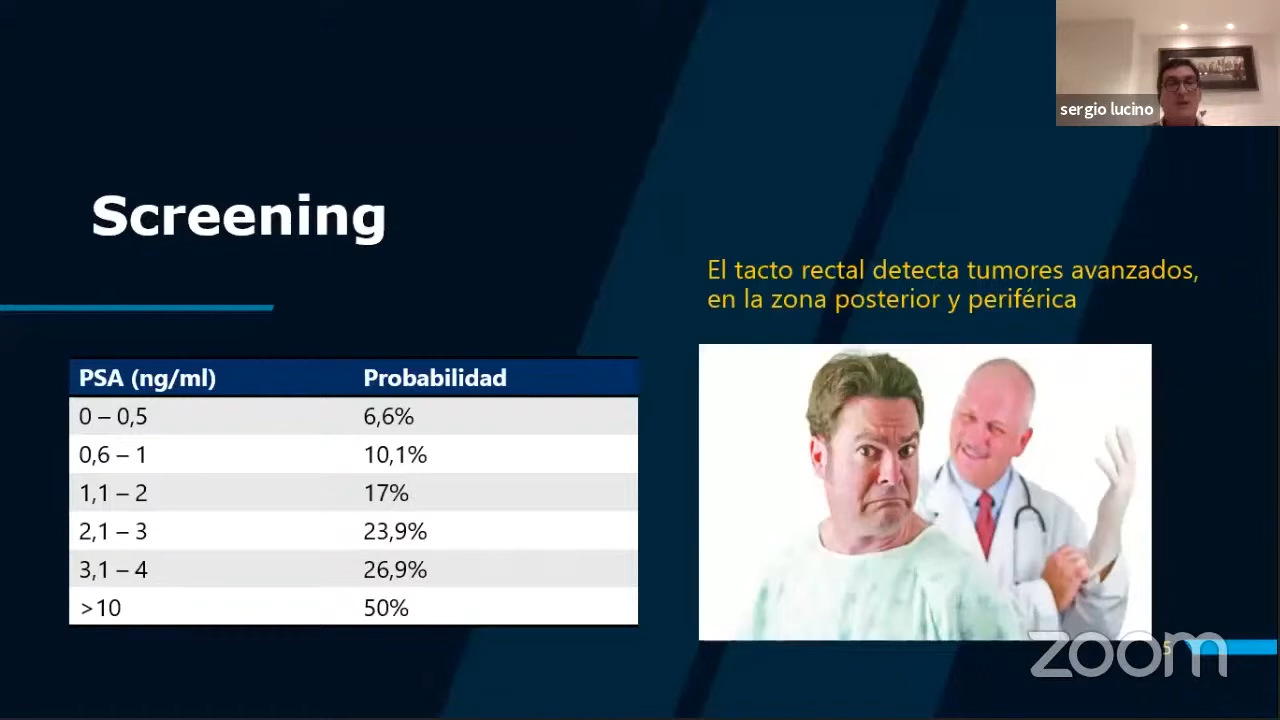 sergio lucino
Screening
El tacto rectal detecta tumores avanzados,
en la zona posterior y periférica
PSA (ng/ml) Probabilidad
0 – 0,5 6,6%
0,6 – 1 10,1%
1,1 – 2 17%
2,1 – 3 23,9%
3,1 – 4 26,9%
>10 50%
5
zoom